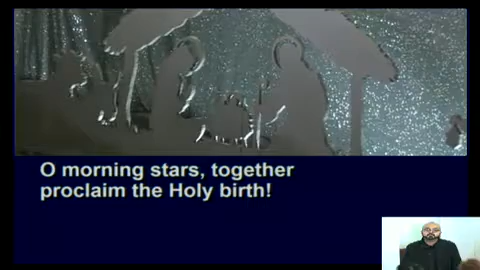 O morning stars, together
proclaim the Holy birth!